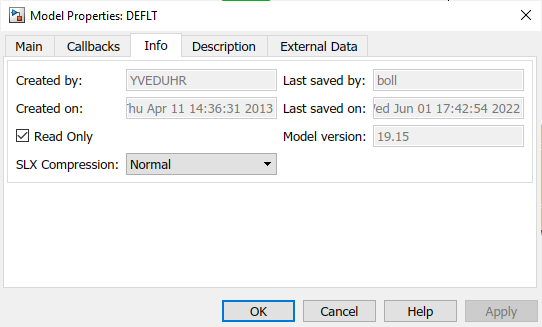 Model Properties: DEFLT
Main Callbacks Info Description External Data
Created by: YVEDUHR Last saved by: boll
Created on: Thu Apr 11 14:36:31 2013 Last saved on: Wed Jun 01 17:42:54 2022
Read Only Model version: 19.15
SLX Compression: Normal
OK Cancel Help Apply